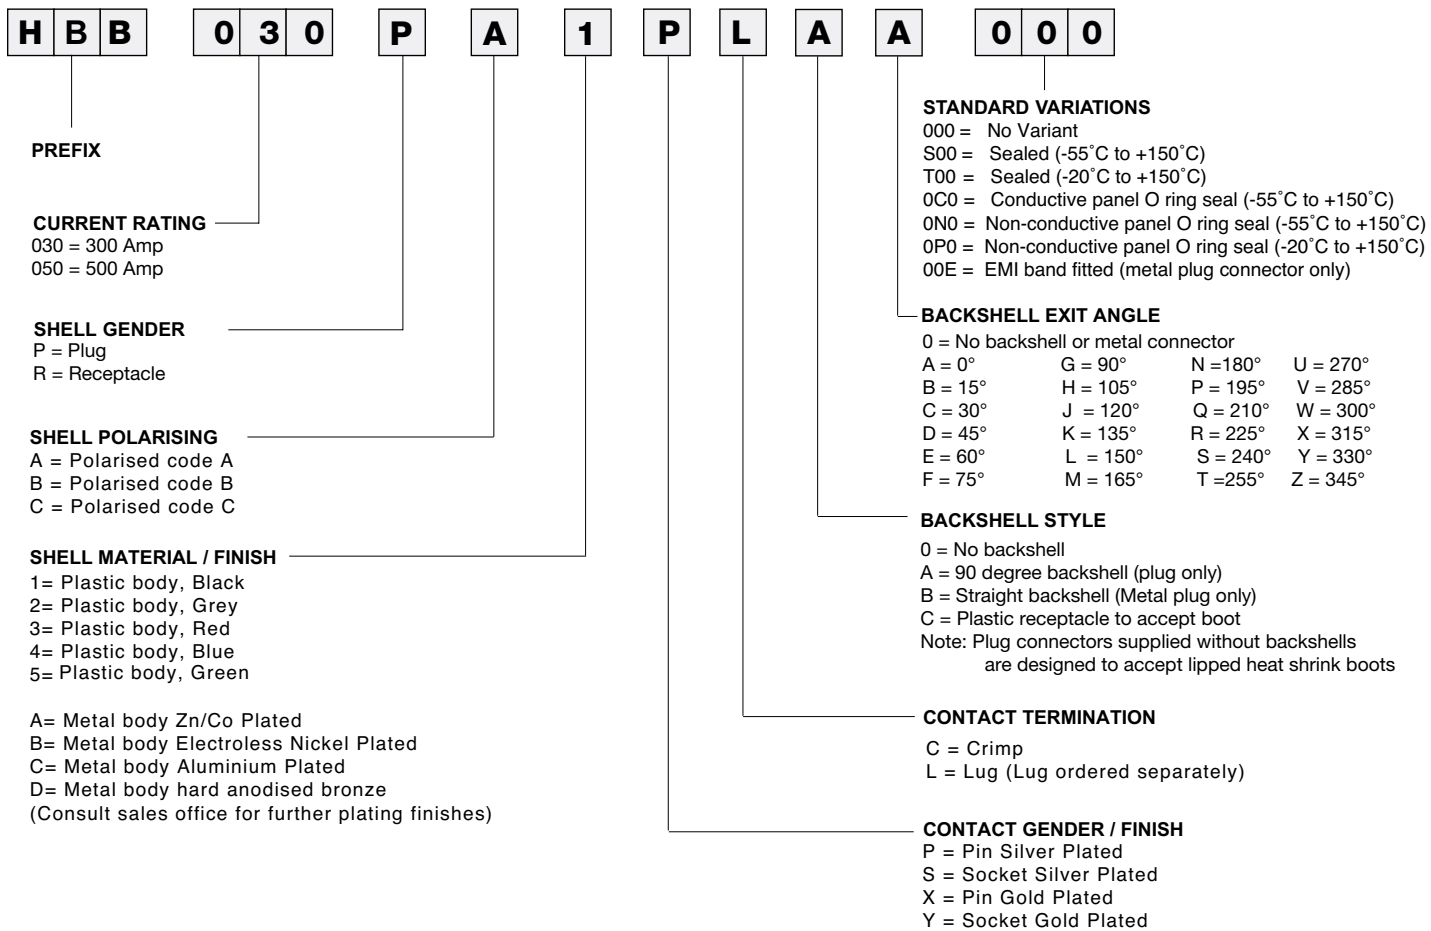 HBB 030 P A 1 P L A A 000
PREFIX
CURRENT RATING
030 = 300 Amp
050 = 500 Amp
SHELL GENDER
P = Plug
R = Receptacle
SHELL POLARISING
A = Polarised code A
B = Polarised code B
C = Polarised code C
SHELL MATERIAL / FINISH
1= Plastic body, Black
2= Plastic body, Grey
3= Plastic body, Red
4= Plastic body, Blue
5= Plastic body, Green
A= Metal body Zn/Co Plated
B= Metal body Electroless Nickel Plated
C= Metal body Aluminium Plated
D= Metal body hard anodised bronze
(Consult sales office for further plating finishes)
STANDARD VARIATIONS
000 = No Variant
S00 = Sealed (-55˚C to +150˚C)
T00 = Sealed (-20˚C to +150˚C)
0C0 = Conductive panel O ring seal (-55˚C to +150˚C)
0N0 = Non-conductive panel O ring seal (-55˚C to +150˚C)
0P0 = Non-conductive panel O ring seal (-20˚C to +150˚C)
00E = EMI band fitted (metal plug connector only)
BACKSHELL EXIT ANGLE
0 = No backshell or metal connector
A = 0° G = 90° N =180° U = 270°
B = 15° H = 105° P = 195° V = 285°
C = 30° J = 120° Q = 210° W = 300°
D = 45° K = 135° R = 225° X = 315°
E = 60° L = 150° S = 240° Y = 330°
F = 75° M = 165° T =255° Z = 345°
BACKSHELL STYLE
0 = No backshell
A = 90 degree backshell (plug only)
B = Straight backshell (Metal plug only)
C = Plastic receptacle to accept boot
Note: Plug connectors supplied without backshells
are designed to accept lipped heat shrink boots
CONTACT TERMINATION
C = Crimp
L = Lug (Lug ordered separately)
CONTACT GENDER / FINISH
P = Pin Silver Plated
S = Socket Silver Plated
X = Pin Gold Plated
Y = Socket Gold Plated